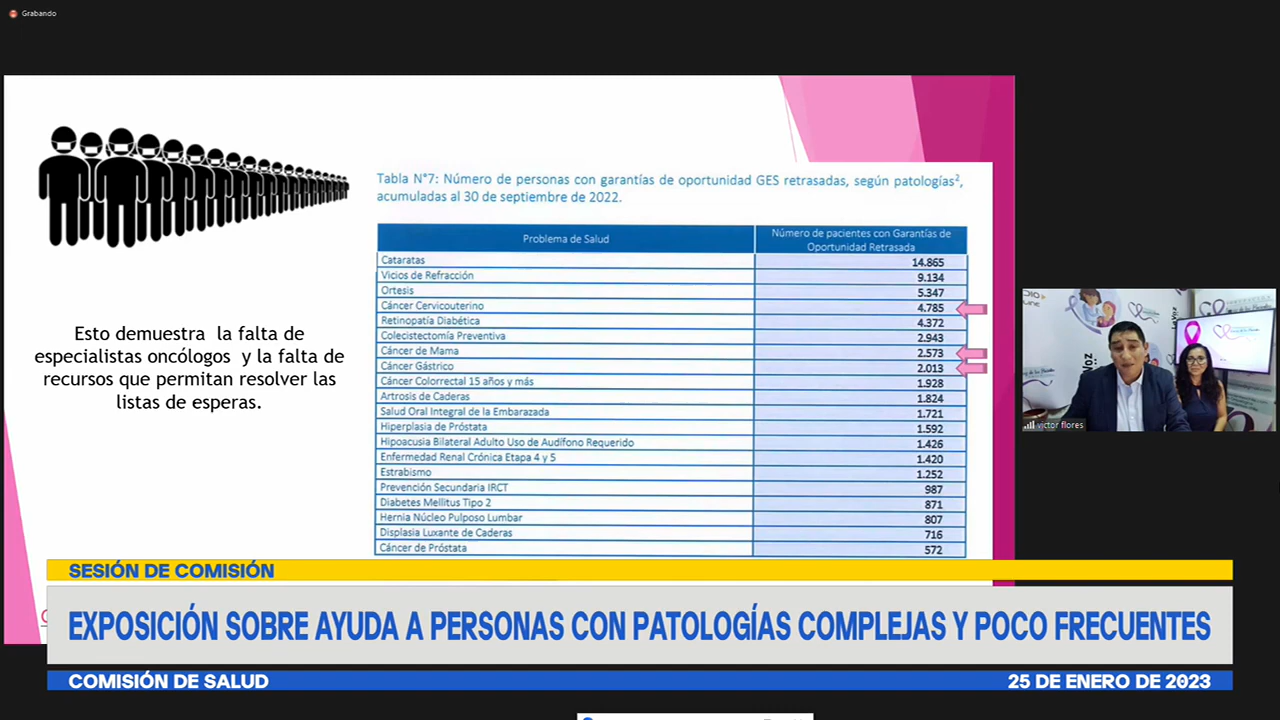 Grabando
Tabla N°7: Número de personas con garantías de oportunidad GES retrasadas, según patologías²,
acumuladas al 30 de septiembre de 2022.
Problema de Salud
Número de pacientes con Garantías de
Oportunidad Retrasada
Cataratas 14.865
Vicios de Refracción 9.134
Ortesis 5.347
Cáncer Cervicouterino 4.785
Retinopatía Diabética 4.372
Colecistectomía Preventiva 2.943
Cáncer de Mama 2.573
Cáncer Gástrico 2.013
Cáncer Colorrectal 15 años y más 1.928
Artrosis de Caderas 1.824
Salud Oral Integral de la Embarazada 1.721
Hiperplasia de Próstata 1.592
Hipoacusia Bilateral Adulto Uso de Audífono Requerido 1.426
Enfermedad Renal Crónica Etapa 4 y 5 1.420
Estrabismo 1.252
Prevención Secundaria IRCT 987
Diabetes Mellitus Tipo 2 871
Hernia Núcleo Pulposo Lumbar 807
Displasia Luxante de Caderas 716
Cáncer de Próstata 572
Esto demuestra la falta de
especialistas oncólogos y la falta de
recursos que permitan resolver las
listas de esperas.
victor flores
SESIÓN DE COMISIÓN
EXPOSICIÓN SOBRE AYUDA A PERSONAS CON PATOLOGÍAS COMPLEJAS Y POCO FRECUENTES
COMISIÓN DE SALUD
25 DE ENERO DE 2023